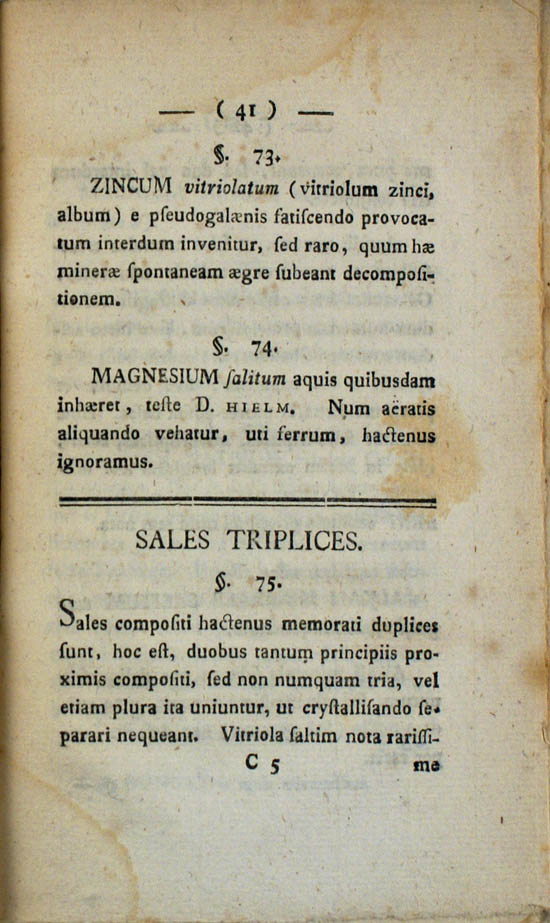 — ( 41 ) —
§. 73.
ZINCUM vitriolatum (vitriolum zinci,
album) e pſeudogalænis fatiſcendo provoca-
tum interdum invenitur, ſed raro, quum hæ
mineræ ſpontaneam ægre ſubeant decompoſi-
tionem.
§. 74.
MAGNESIUM ſalitum aquis quibusdam
inhæret, teſte D. HIELM. Num aëratis
aliquando vehatur, uti ferrum, hactenus
ignoramus.
SALES TRIPLICES.
§. 75.
Sales compoſiti hactenus memorati duplices
ſunt, hoc eſt, duobus tantum principiis pro-
ximis compoſiti, ſed non numquam tria, vel
etiam plura ita uniuntur, ut cryſtalliſando ſe-
parari nequeant. Vitriola ſaltim nota rariſſi-
C 5 me